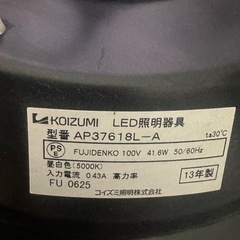 KOIZUMI LED照明器具
型番 AP37618L-A ta30℃
PS E FUJIDENKO 100V 41.6W 50/60Hz
昼白色(5000K)
入力電流 0.43A 高力率 13年製
FU 0625
コイズミ照明株式会社